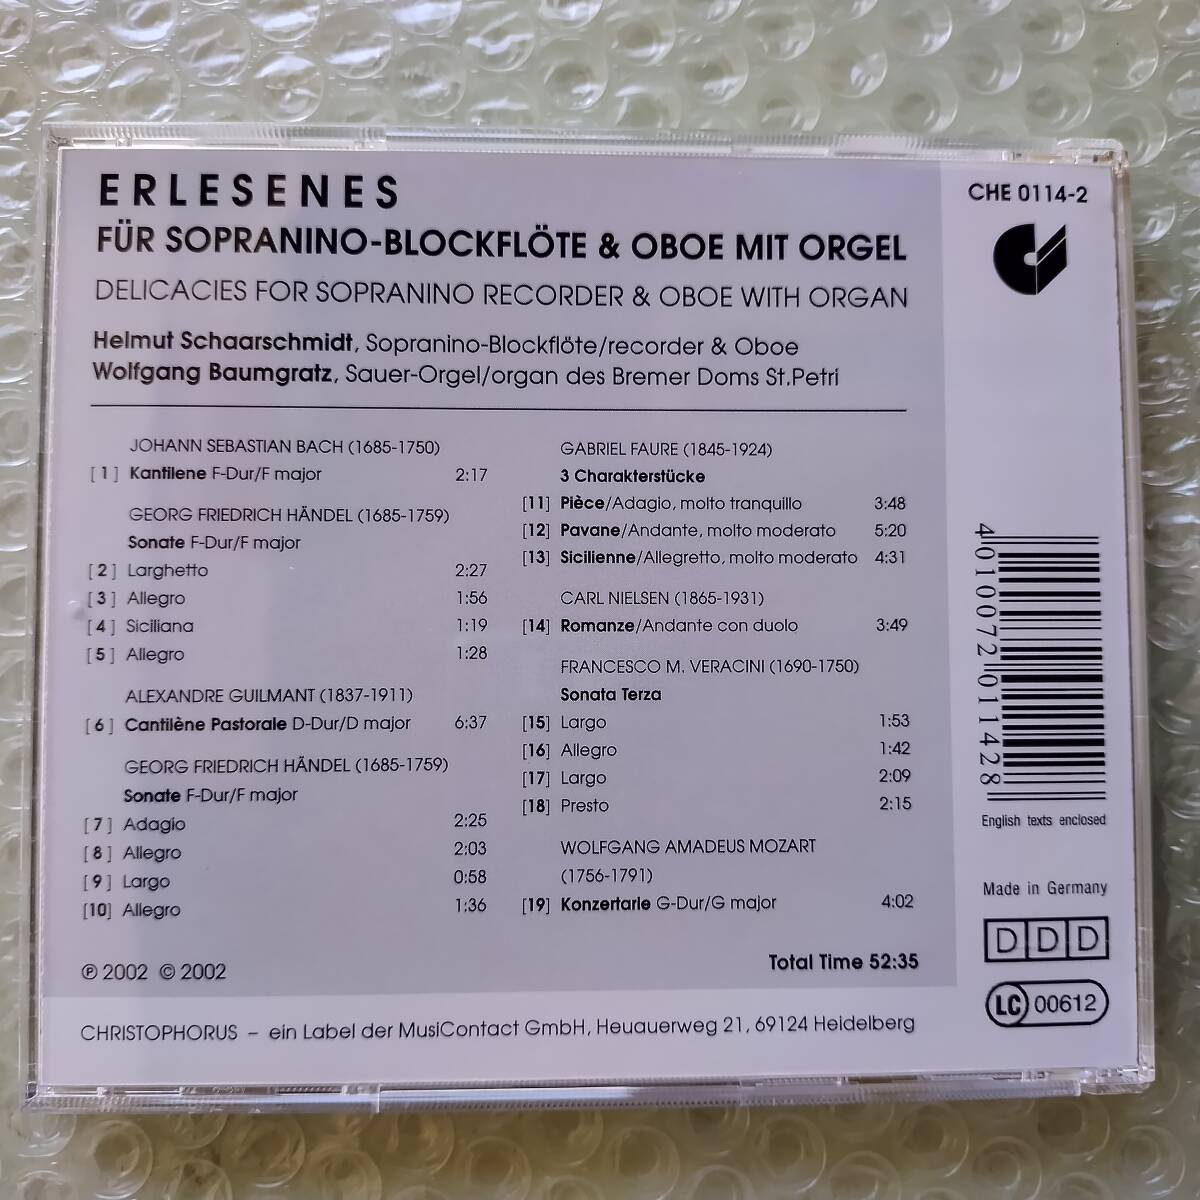 ERLESENES
FÜR SOPRANINO-BLOCKFLÖTE & OBOE MIT ORGEL
DELICACIES FOR SOPRANINO RECORDER & OBOE WITH ORGAN
Helmut Schaarschmidt, Sopranino-Blockflöte/recorder & Oboe
Wolfgang Baumgratz, Sauer-Orgel/organ des Bremer Doms St.Petri
JOHANN SEBASTIAN BACH (1685-1750)
[1] Kantilene F-Dur/F major 2:17
GEORG FRIEDRICH HÄNDEL (1685-1759)
Sonate F-Dur/F major
[2] Larghetto 2:27
[3] Allegro 1:56
[4] Siciliana 1:19
[5] Allegro 1:28
ALEXANDRE GUILMANT (1837-1911)
[6] Cantilène Pastorale D-Dur/D major 6:37
GEORG FRIEDRICH HÄNDEL (1685-1759)
Sonate F-Dur/F major
[7] Adagio 2:25
[8] Allegro 2:03
[9] Largo 0:58
[10] Allegro 1:36
℗ 2002 © 2002
GABRIEL FAURE (1845-1924)
3 Charakterstücke
[11] Pièce/Adagio, molto tranquillo 3:48
[12] Pavane/Andante, molto moderato 5:20
[13] Sicilienne/Allegretto, molto moderato 4:31
CARL NIELSEN (1865-1931)
[14] Romanze/Andante con duolo 3:49
FRANCESCO M. VERACINI (1690-1750)
Sonata Terza
[15] Largo 1:53
[16] Allegro 1:42
[17] Largo 2:09
[18] Presto 2:15
WOLFGANG AMADEUS MOZART
(1756-1791)
[19] Konzertarie G-Dur/G major 4:02
Total Time 52:35
CHRISTOPHORUS – ein Label der MusiContact GmbH, Heuauerweg 21, 69124 Heidelberg
CHE 0114-2
4 010072 011428
English texts enclosed
Made in Germany
DDD
LC 00612